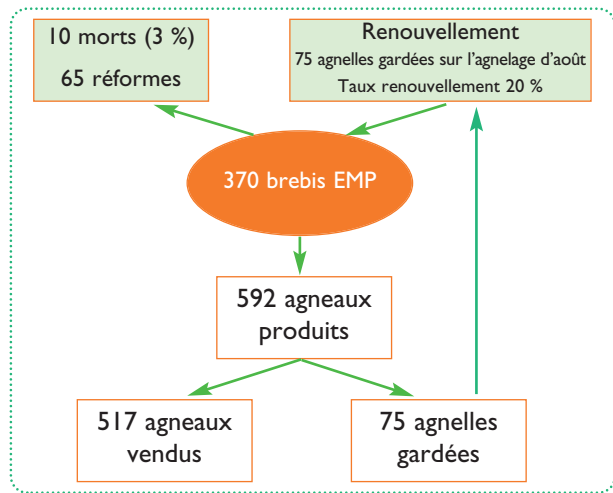 10 morts (3 %)
65 réformes
Renouvellement
75 agnelles gardées sur l’agnelage d’août
Taux renouvellement 20 %
370 brebis EMP
592 agneaux
produits
517 agneaux
vendus
75 agnelles
gardées